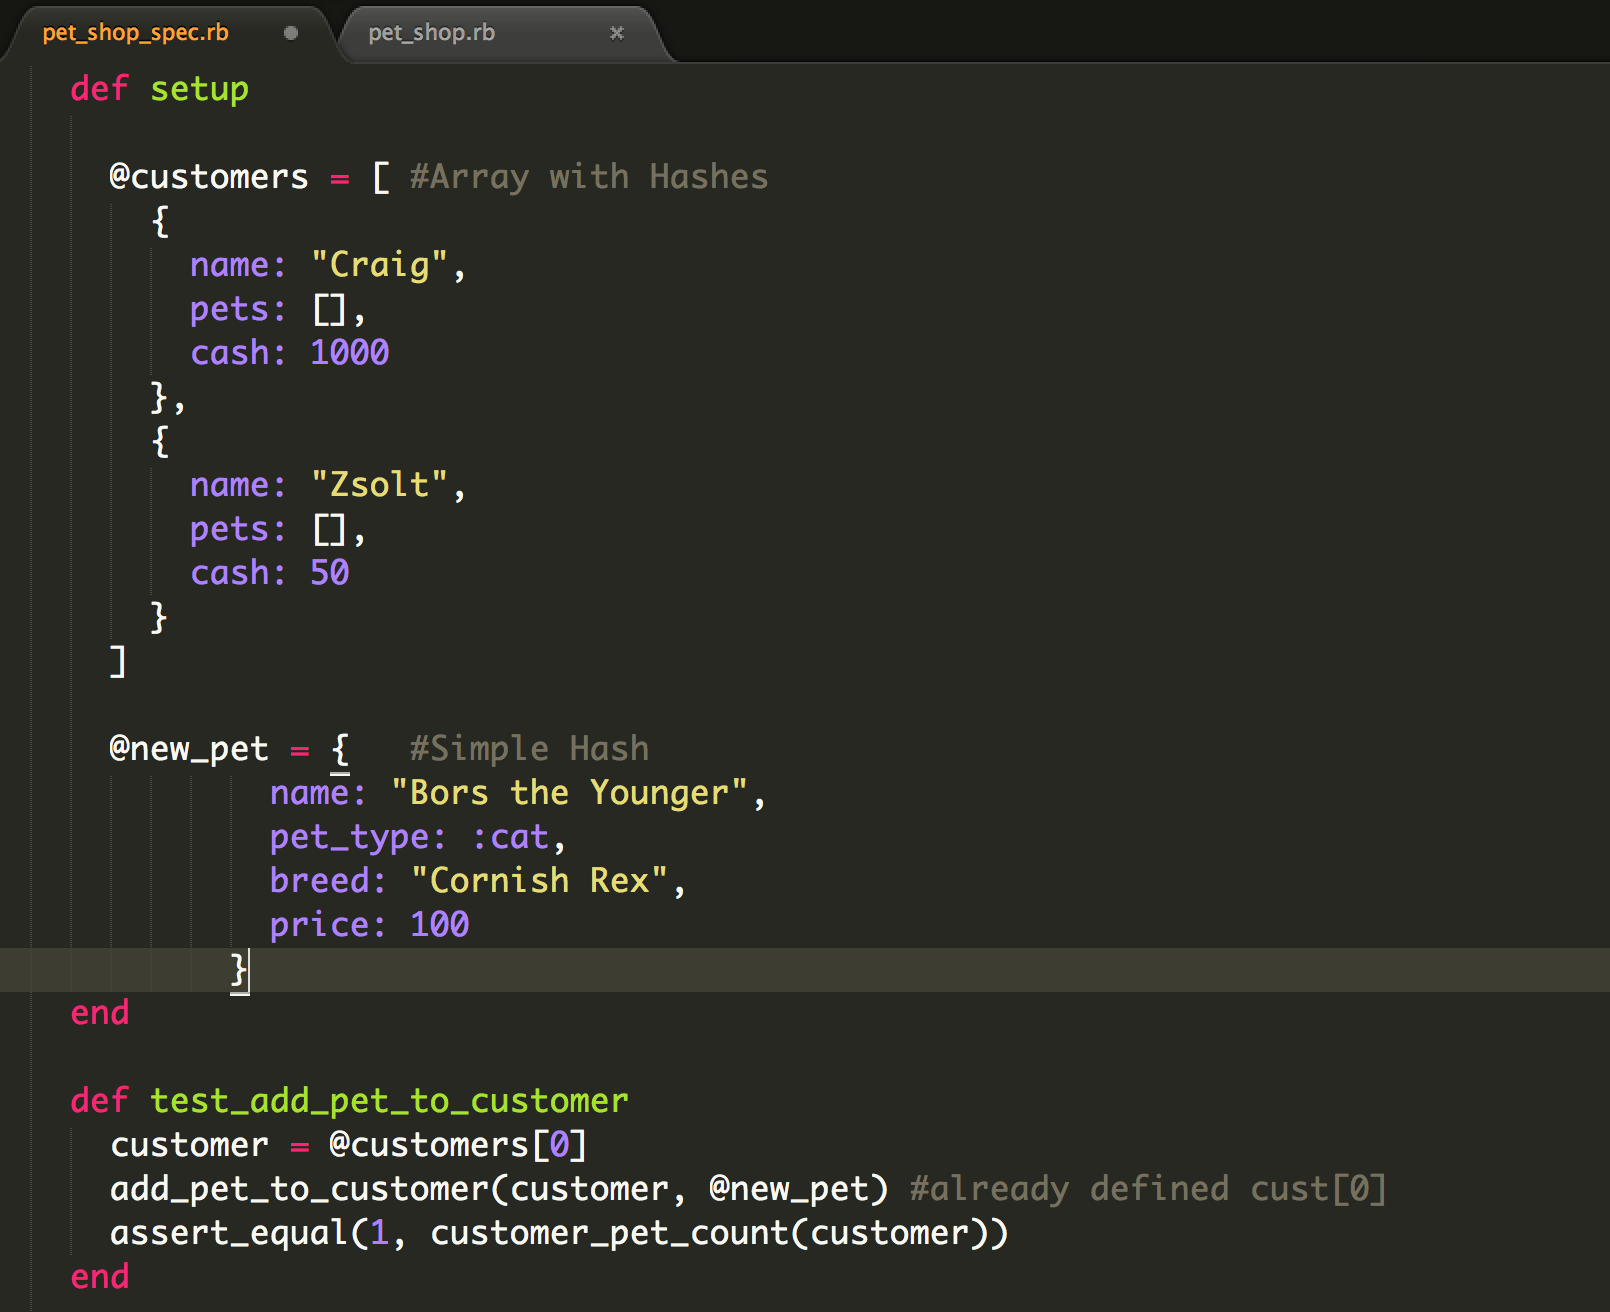 pet_shop_spec.rb
pet_shop.rb
def setup
@customers = [ #Array with Hashes
{
name: "Craig",
pets: [],
cash: 1000
},
{
name: "Zsolt",
pets: [],
cash: 50
}
]
@new_pet = {   #Simple Hash
name: "Bors the Younger",
pet_type: :cat,
breed: "Cornish Rex",
price: 100
}
end
def test_add_pet_to_customer
customer = @customers[0]
add_pet_to_customer(customer, @new_pet) #already defined cust[0]
assert_equal(1, customer_pet_count(customer))
end